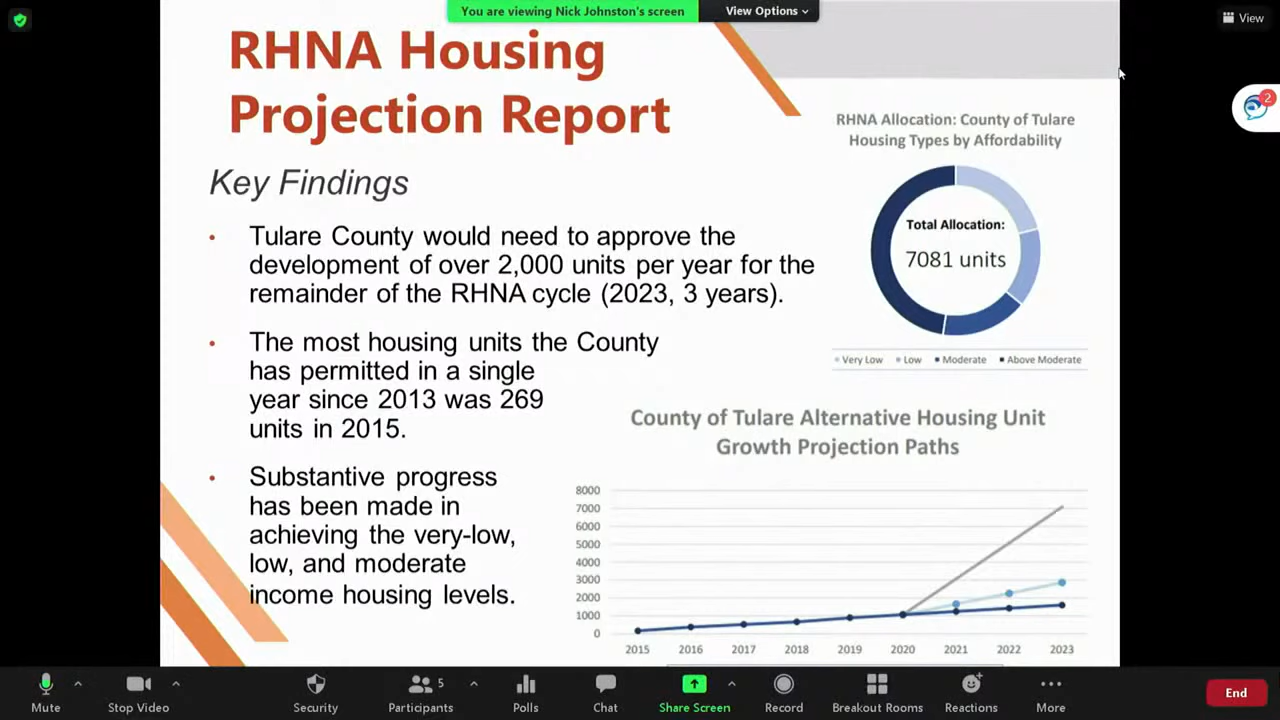 You are viewing Nick Johnston's screen
View Options
View
2
RHNA Housing
Projection Report
Key Findings
• Tulare County would need to approve the
development of over 2,000 units per year for the
remainder of the RHNA cycle (2023, 3 years).
• The most housing units the County
has permitted in a single
year since 2013 was 269
units in 2015.
• Substantive progress
has been made in
achieving the very-low,
low, and moderate
income housing levels.
RHNA Allocation: County of Tulare
Housing Types by Affordability
Total Allocation:
7081 units
Very Low Low Moderate Above Moderate
County of Tulare Alternative Housing Unit
Growth Projection Paths
8000
7000
6000
5000
4000
3000
2000
1000
0
2015 2016 2017 2018 2019 2020 2021 2022 2023
5
Mute Stop Video Security Participants Polls Chat Share Screen Record Breakout Rooms Reactions More End